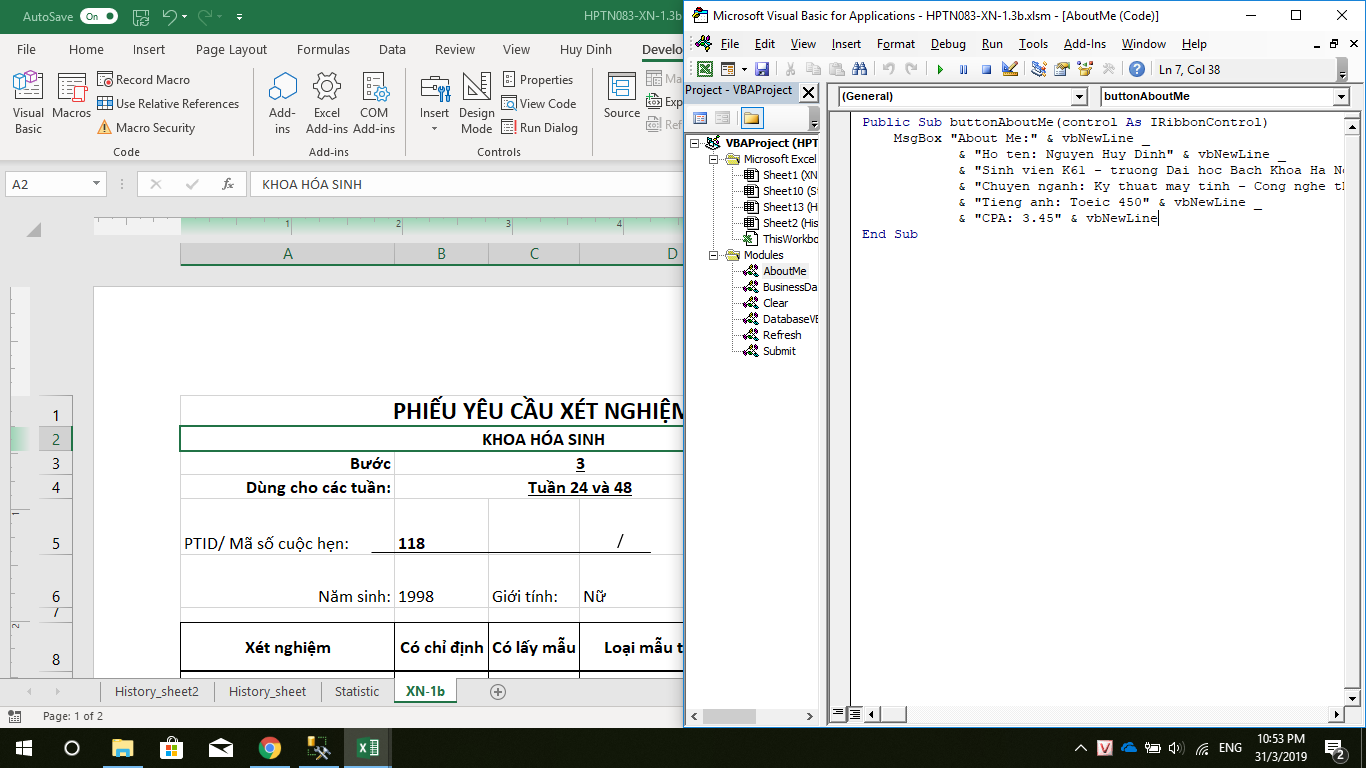 AutoSave On HPTN083-XN-1.3b
File Home Insert Page Layout Formulas Data Review View Huy Dinh Develo
Visual Basic
Macros
Record Macro
Use Relative References
Macro Security
Code
Add-ins
Excel Add-ins
COM Add-ins
Add-ins
Insert
Design Mode
Properties
View Code
Run Dialog
Controls
Source
Ma
Exp
Ref
A2 fx KHOA HÓA SINH
1 2 3 4
A B C D
1 PHIẾU YÊU CẦU XÉT NGHIỆM
2 KHOA HÓA SINH
3 Bước 3
4 Dùng cho các tuần: Tuần 24 và 48
5 PTID/ Mã số cuộc hẹn: 118 /
6 Năm sinh: 1998 Giới tính: Nữ
7
8 Xét nghiệm Có chỉ định Có lấy mẫu Loại mẫu t
1
2
History_sheet2 History_sheet Statistic XN-1b
Page: 1 of 2
Microsoft Visual Basic for Applications - HPTN083-XN-1.3b.xlsm - [AboutMe (Code)]
File Edit View Insert Format Debug Run Tools Add-Ins Window Help
Ln 7, Col 38
Project - VBAProject
VBAProject (HPT
Microsoft Excel
Sheet1 (XN
Sheet10 (S
Sheet13 (H
Sheet2 (His
ThisWorkbo
Modules
AboutMe
BusinessDa
Clear
DatabaseVB
Refresh
Submit
(General) buttonAboutMe
Public Sub buttonAboutMe(control As IRibbonControl)
MsgBox "About Me:" & vbNewLine _
& "Ho ten: Nguyen Huy Dinh" & vbNewLine _
& "Sinh vien K61 - truong Dai hoc Bach Khoa Ha No
& "Chuyen nganh: Ky thuat may tinh - Cong nghe th
& "Tieng anh: Toeic 450" & vbNewLine _
& "CPA: 3.45" & vbNewLine
End Sub
ENG
10:53 PM
31/3/2019
2